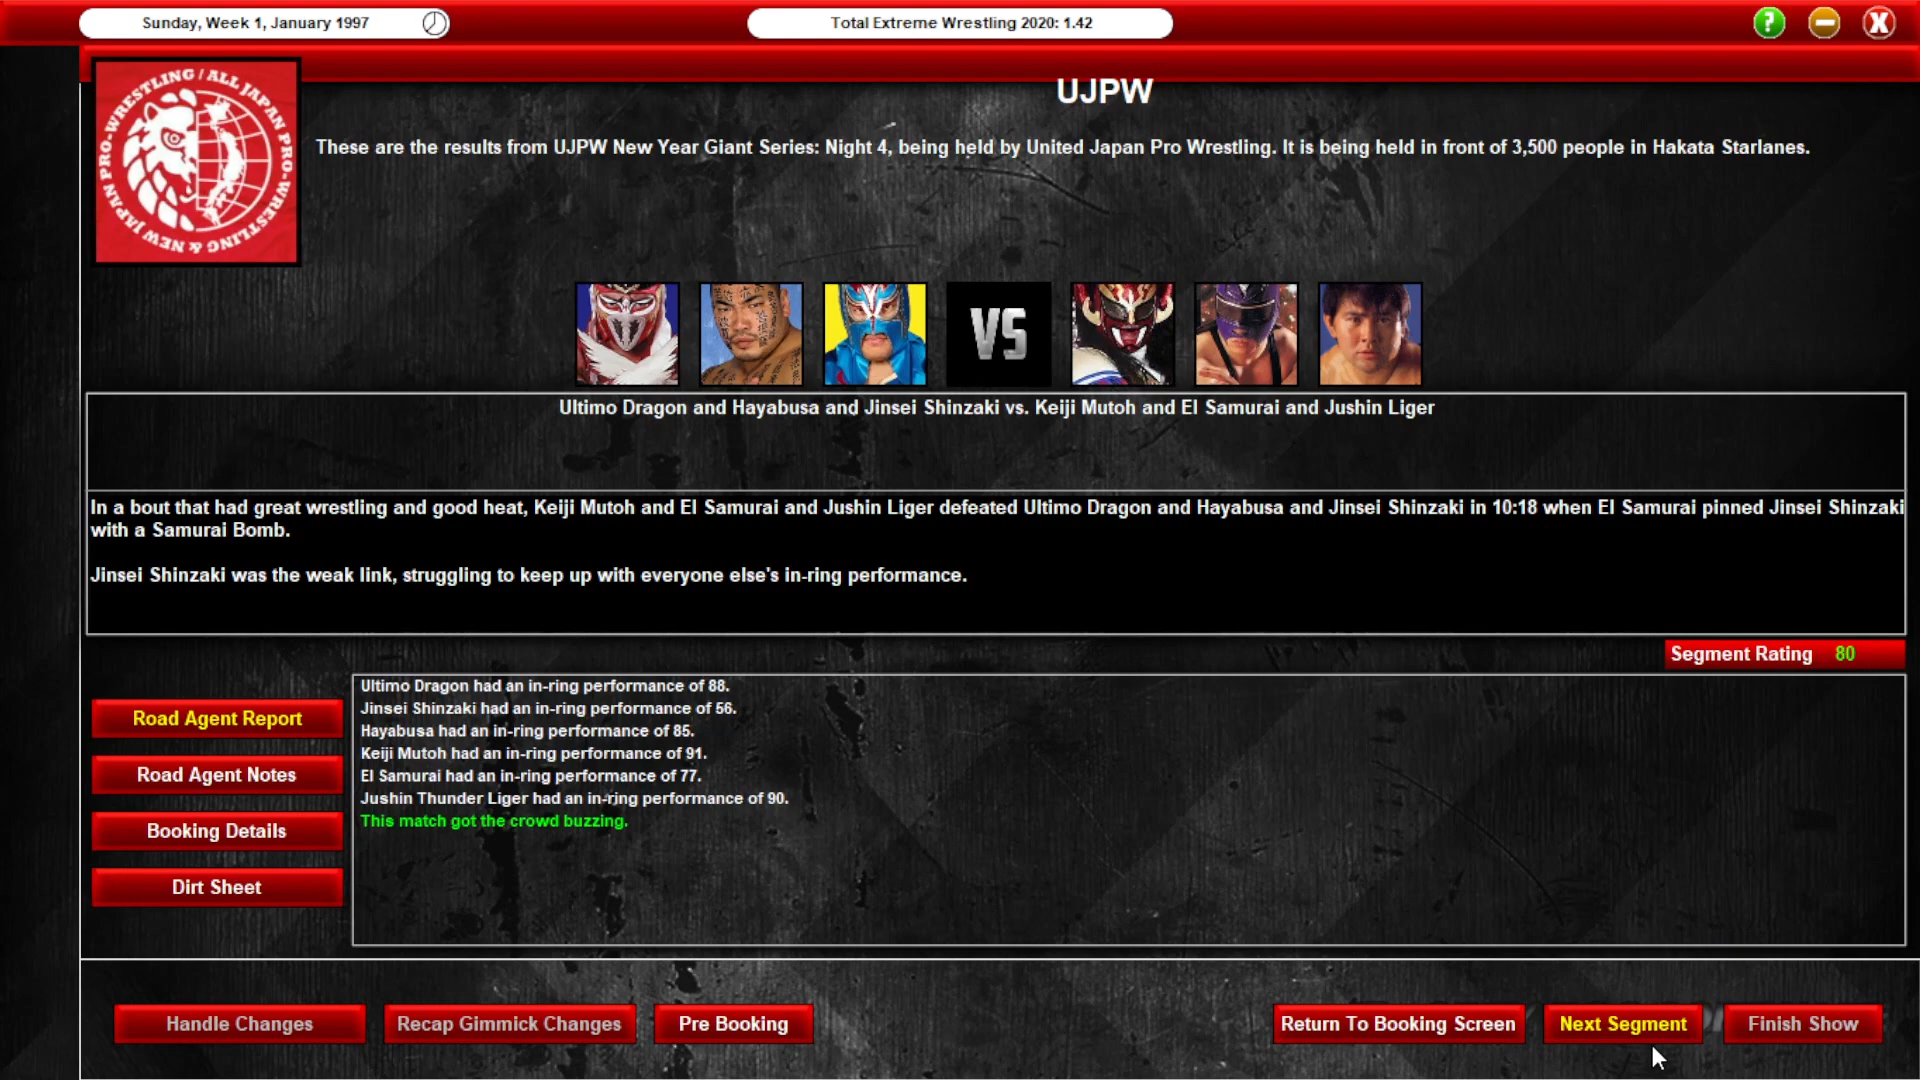 Sunday, Week 1, January 1997
Total Extreme Wrestling 2020: 1.42
?
X
PRO-WRESTLING / ALL JAPAN PRO-WRESTLING & NEW JAPAN
UJPW
These are the results from UJPW New Year Giant Series: Night 4, being held by United Japan Pro Wrestling. It is being held in front of 3,500 people in Hakata Starlanes.
VS
Ultimo Dragon and Hayabusa and Jinsei Shinzaki vs. Keiji Mutoh and El Samurai and Jushin Liger
In a bout that had great wrestling and good heat, Keiji Mutoh and El Samurai and Jushin Liger defeated Ultimo Dragon and Hayabusa and Jinsei Shinzaki in 10:18 when El Samurai pinned Jinsei Shinzaki
with a Samurai Bomb.
Jinsei Shinzaki was the weak link, struggling to keep up with everyone else's in-ring performance.
Segment Rating 80
Road Agent Report
Road Agent Notes
Booking Details
Dirt Sheet
Ultimo Dragon had an in-ring performance of 88.
Jinsei Shinzaki had an in-ring performance of 56.
Hayabusa had an in-ring performance of 85.
Keiji Mutoh had an in-ring performance of 91.
El Samurai had an in-ring performance of 77.
Jushin Thunder Liger had an in-ring performance of 90.
This match got the crowd buzzing.
Handle Changes
Recap Gimmick Changes
Pre Booking
Return To Booking Screen
Next Segment
Finish Show